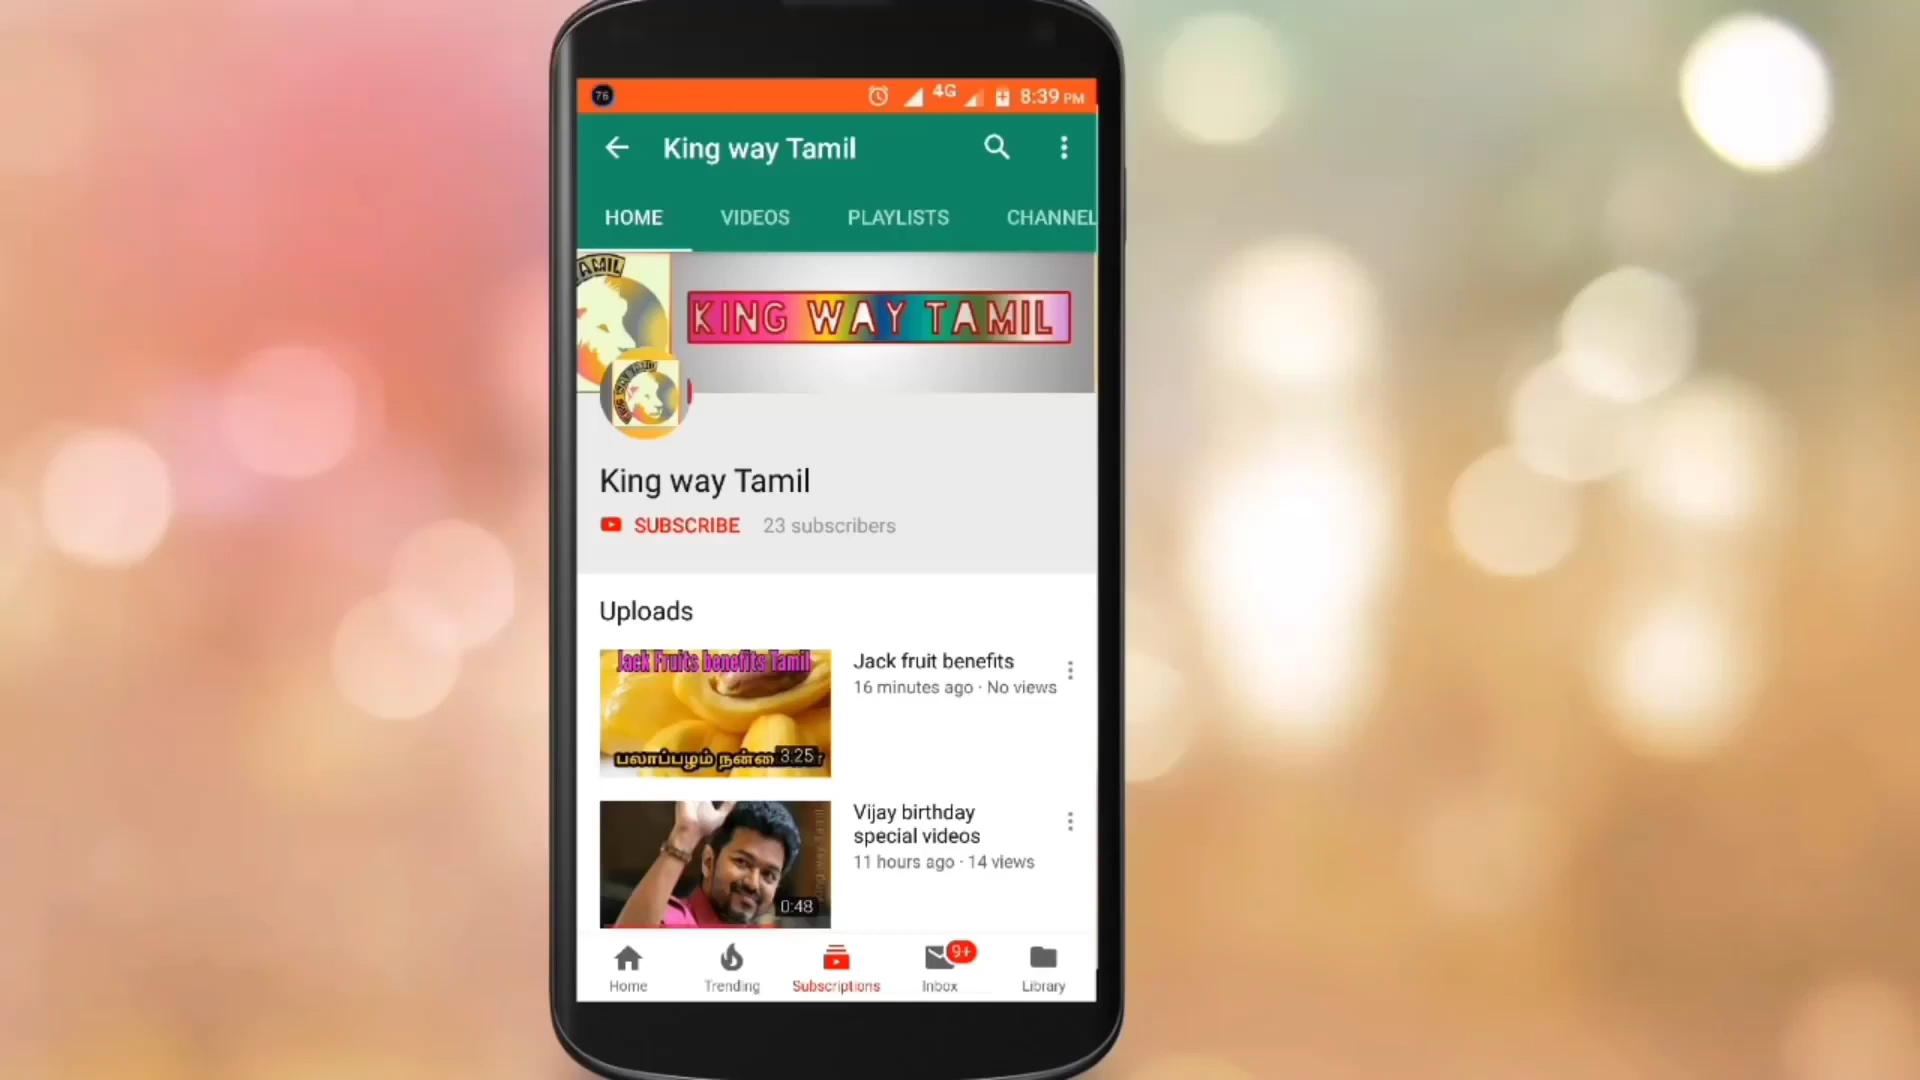 76
4G
8:39 PM
King way Tamil
HOME VIDEOS PLAYLISTS CHANNEL
TAMIL
KING WAY TAMIL
King way Tamil
SUBSCRIBE 23 subscribers
Uploads
Jack Fruits benefits Tamil
பலாப்பழம்
3:25
Jack fruit benefits
16 minutes ago · No views
0:48
Vijay birthday
special videos
11 hours ago · 14 views
Home Trending Subscriptions Inbox Library
9+